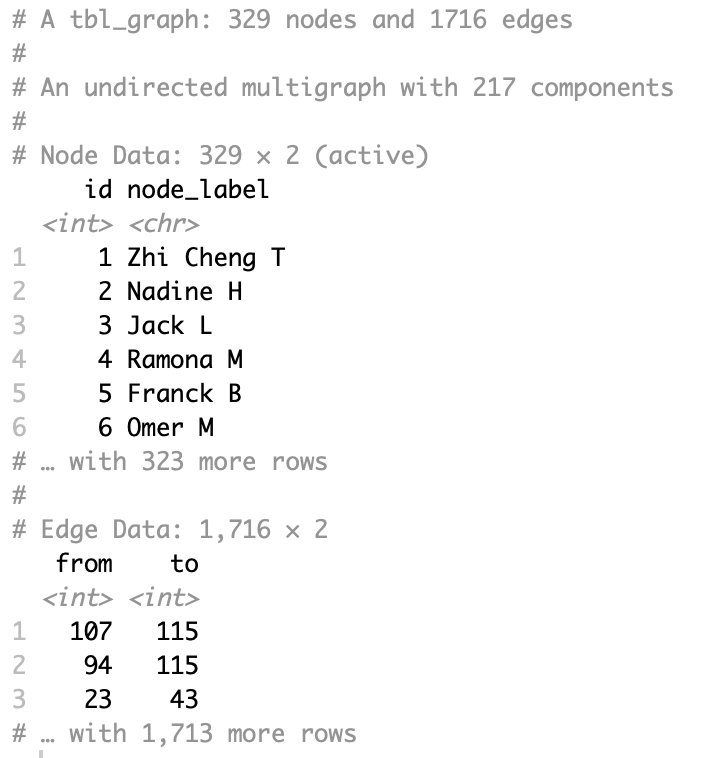 # A tbl_graph: 329 nodes and 1716 edges
#
# An undirected multigraph with 217 components
#
# Node Data: 329 × 2 (active)
id node_label
<int> <chr>
1 1 Zhi Cheng T
2 2 Nadine H
3 3 Jack L
4 4 Ramona M
5 5 Franck B
6 6 Omer M
# … with 323 more rows
#
# Edge Data: 1,716 × 2
from to
<int> <int>
1 107 115
2 94 115
3 23 43
# … with 1,713 more rows